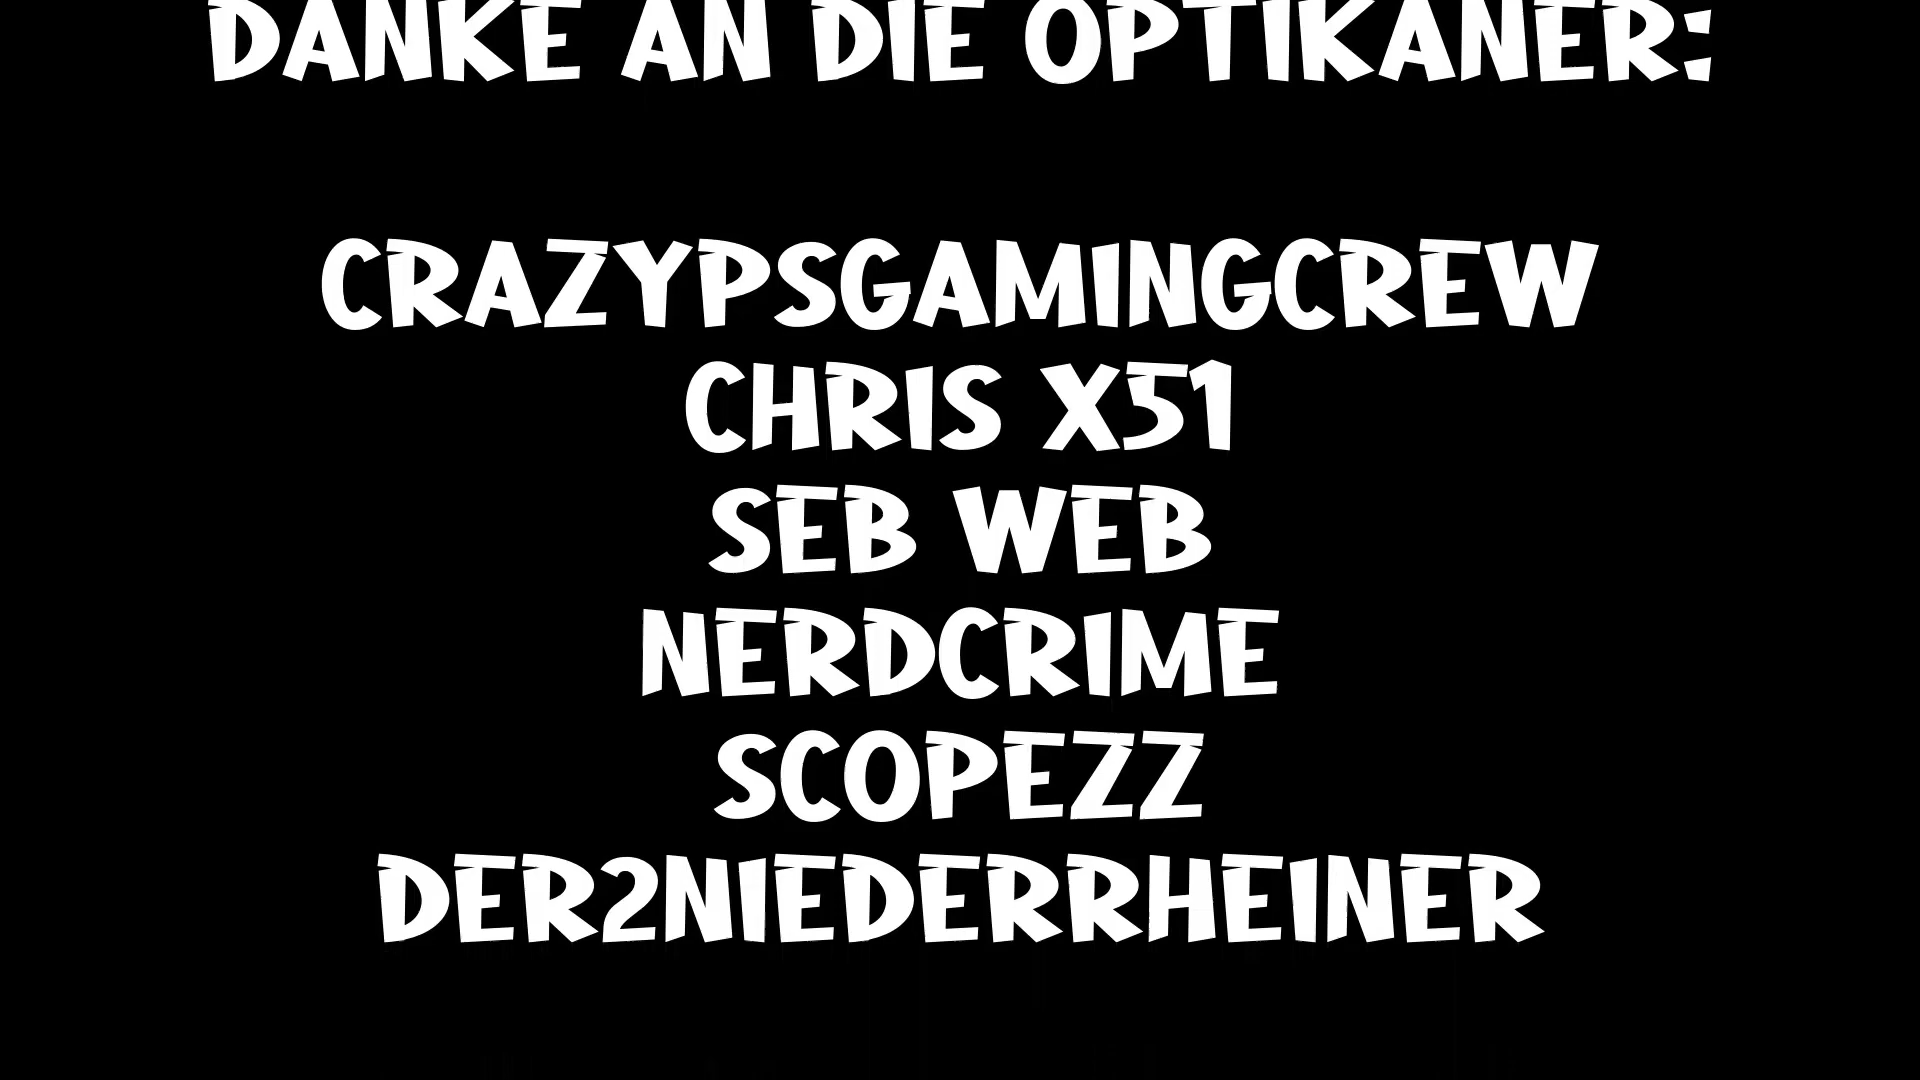 DANKE AN DIE OPTIKANER:
CRAZYPSGAMINGCREW
CHRIS X51
SEB WEB
NERDCRIME
SCOPEZZ
DER2NIEDERRHEINER